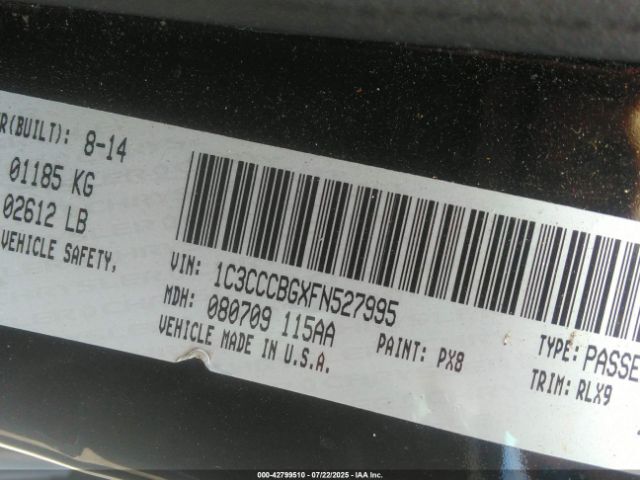 R(BUILT): 8-14
01185 KG
02612 LB
VEHICLE SAFETY.
VIN: 1C3CCCBGXFN527995
MDH: 080709 115AA
VEHICLE MADE IN U.S.A.
PAINT: PX8
TYPE: PASSE
TRIM: RLX9
000-42799510 - 07/22/2025 - IAA Inc.